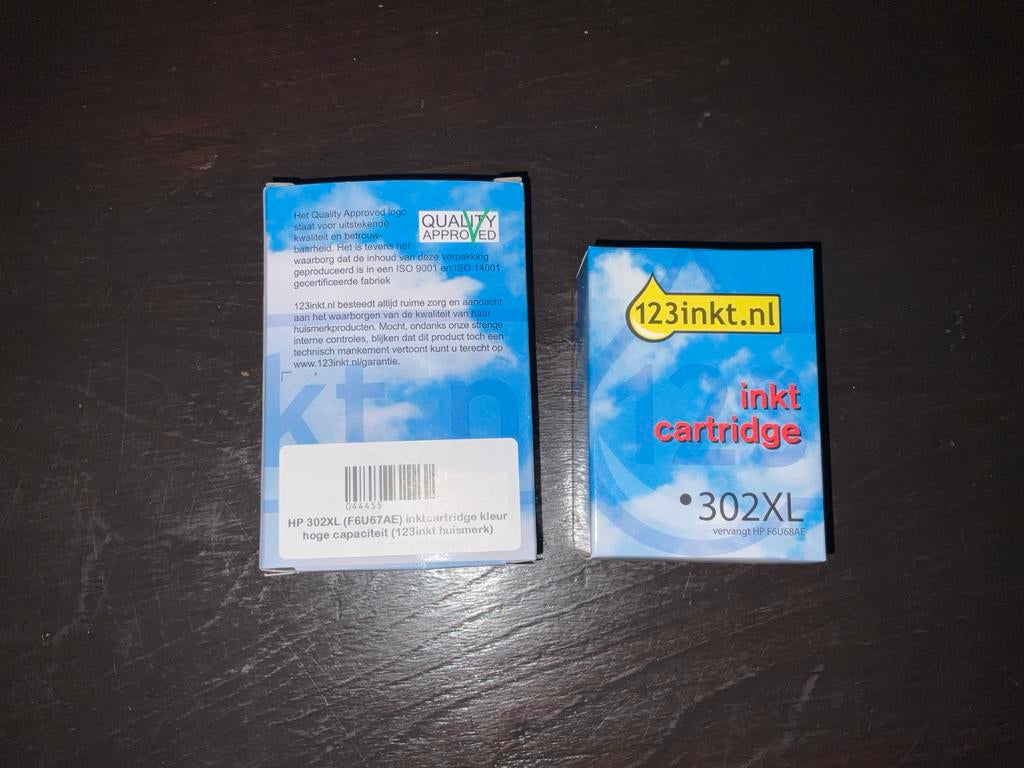 Het Quality Approved logo
staat voor uitstekende
kwaliteit en betrouw-
baarheid. Het is tevens het
waarborg dat de inhoud van deze verpakking
geproduceerd is in een ISO 9001 en ISO 14001
gecertificeerde fabriek
QUALITY
APPROVED
123inkt.nl besteedt altijd ruime zorg en aandacht
aan het waarborgen van de kwaliteit van haar
huismerkproducten. Mocht, ondanks onze strenge
interne controles, blijken dat dit product toch een
technisch mankement vertoont kunt u terecht op
www.123inkt.nl/garantie.
kt.n
044455
HP 302XL (F6U67AE) inktcartridge kleur
hoge capaciteit (123inkt huismerk)
123inkt.nl
123
inkt
cartridge
•302XL
vervangt HP F6U68AE